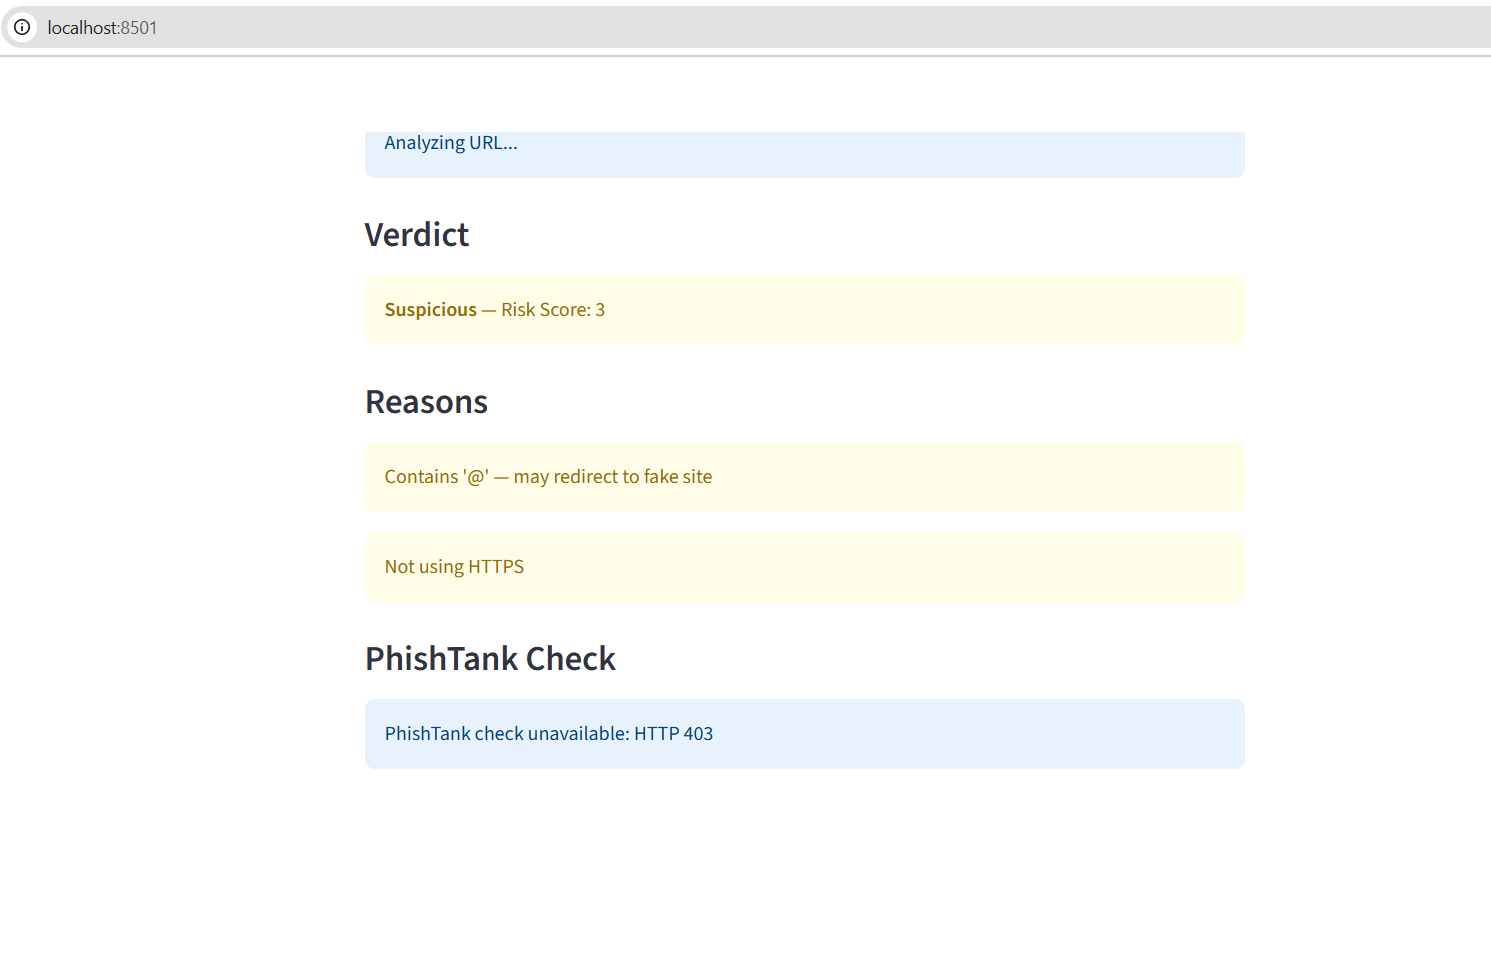 localhost:8501
Analyzing URL...
Verdict
Suspicious — Risk Score: 3
Reasons
Contains '@' — may redirect to fake site
Not using HTTPS
PhishTank Check
PhishTank check unavailable: HTTP 403